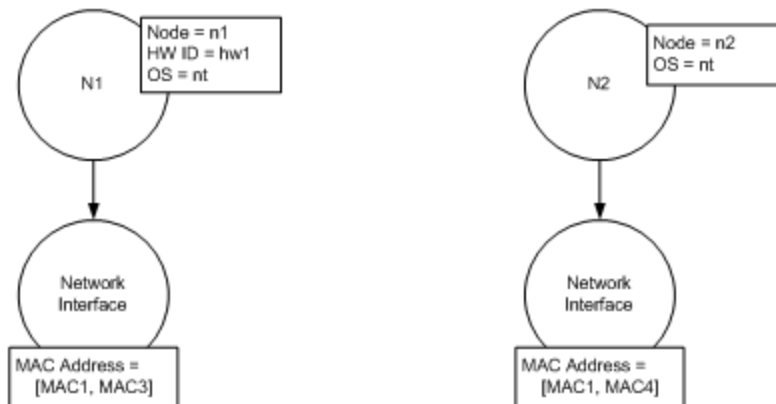 Node = n1
HW ID = hw1
OS = nt
N1
Node = n2
OS = nt
N2
Network
Interface
MAC Address =
[MAC1, MAC3]
Network
Interface
MAC Address =
[MAC1, MAC4]